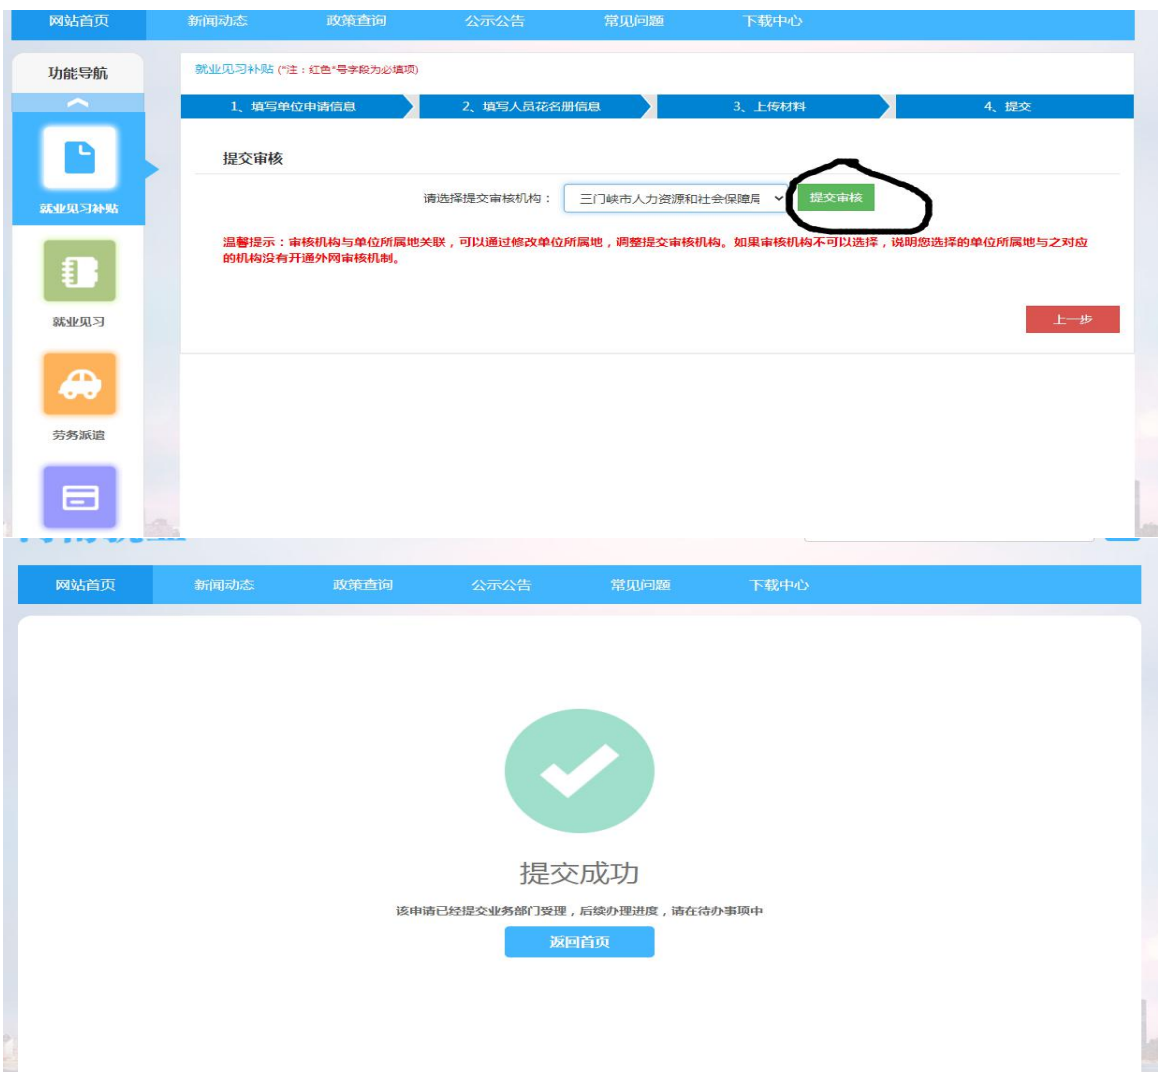 网站首页 新闻动态 政策查询 公示公告 常见问题 下载中心
功能导航
就业见习补贴 (*注：红色*号字段为必填项)
1、填写单位申请信息 2、填写人员花名册信息 3、上传材料 4、提交
提交审核
请选择提交审核机构： 三门峡市人力资源和社会保障局 提交审核
就业见习补贴
温馨提示：审核机构与单位所属地关联，可以通过修改单位所属地，调整提交审核机构。如果审核机构不可以选择，说明您选择的单位所属地与之对应
的机构没有开通外网审核机制。
就业见习
上一步
劳务派遣
网站首页 新闻动态 政策查询 公示公告 常见问题 下载中心
提交成功
该申请已经提交业务部门受理，后续办理进度，请在待办事项中
返回首页